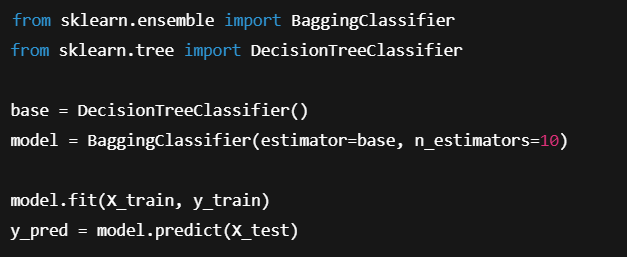 from sklearn.ensemble import BaggingClassifier
from sklearn.tree import DecisionTreeClassifier
base = DecisionTreeClassifier()
model = BaggingClassifier(estimator=base, n_estimators=10)
model.fit(X_train, y_train)
y_pred = model.predict(X_test)